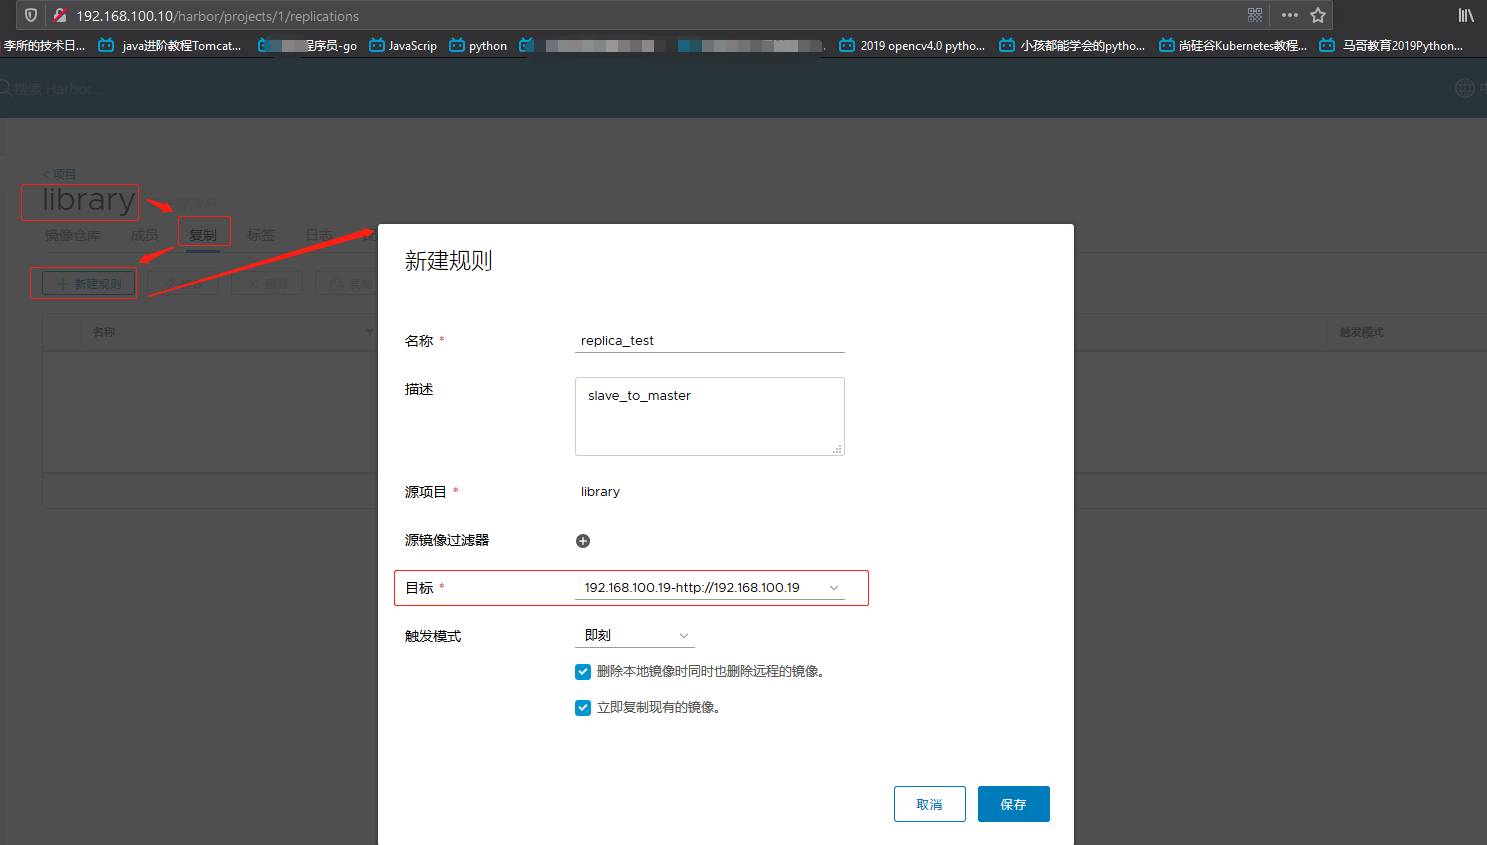 192.168.100.10/harbor/projects/1/replications
李所的技术日... java进阶教程Tomcat... 程序员-go JavaScrip python . 2019 opencv4.0 pytho... 小孩都能学会的pytho... 尚硅谷Kubernetes教程... 马哥教育2019Python...
搜索 Harbor...
< 项目
library
镜像仓库 成员 复制 标签 日志
新建规则 删除 复制
名称 触发模式
新建规则
名称 * replica_test
描述 slave_to_master
源项目 * library
源镜像过滤器
目标 * 192.168.100.19-http://192.168.100.19
触发模式 即刻
删除本地镜像时同时也删除远程的镜像。
立即复制现有的镜像。
取消 保存